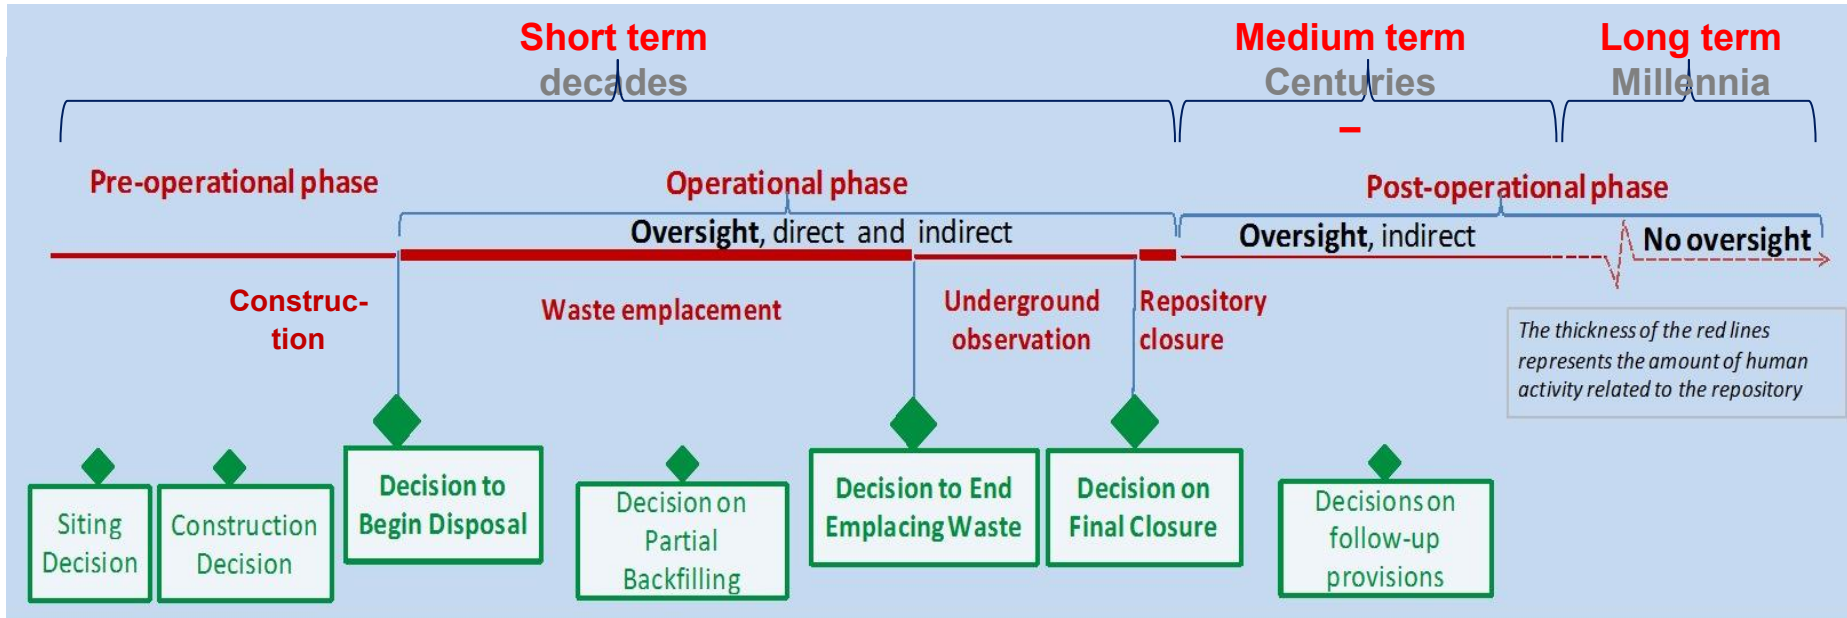 Short term
decades
Medium term
Centuries
–
Long term
Millennia
Pre-operational phase
Operational phase
Post-operational phase
Oversight, direct and indirect
Oversight, indirect
No oversight
Construc-
tion
Waste emplacement
Underground
observation
Repository
closure
The thickness of the red lines
represents the amount of human
activity related to the repository
Siting
Decision
Construction
Decision
Decision to
Begin Disposal
Decision on
Partial
Backfilling
Decision to End
Emplacing Waste
Decision on
Final Closure
Decisions on
follow-up
provisions